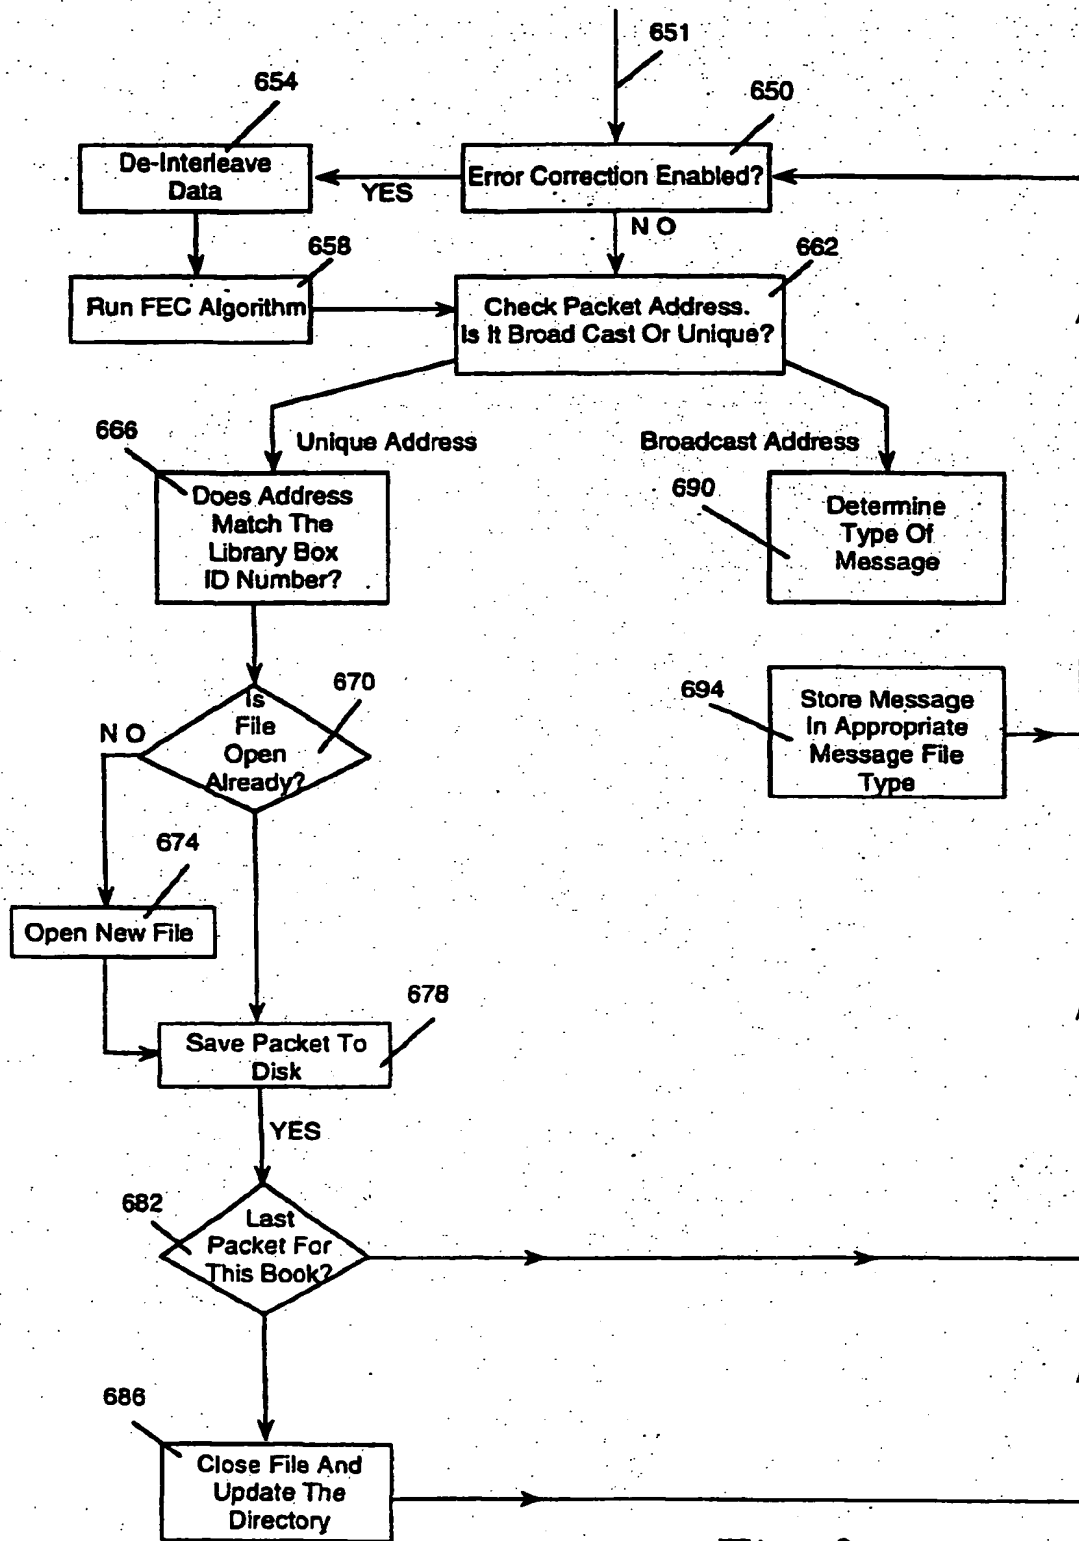 651
654
650
De-Interleave
Data
YES
Error Correction Enabled?
N O
658
662
Run FEC Algorithm
Check Packet Address.
Is It Broad Cast Or Unique?
666
Unique Address
Broadcast Address
Does Address
Match The
Library Box
ID Number?
690
Determine
Type Of
Message
670
Is
File
Open
Already?
N O
694
Store Message
In Appropriate
Message File
Type
674
Open New File
678
Save Packet To
Disk
YES
682
Last
Packet For
This Book?
686
Close File And
Update The
Directory